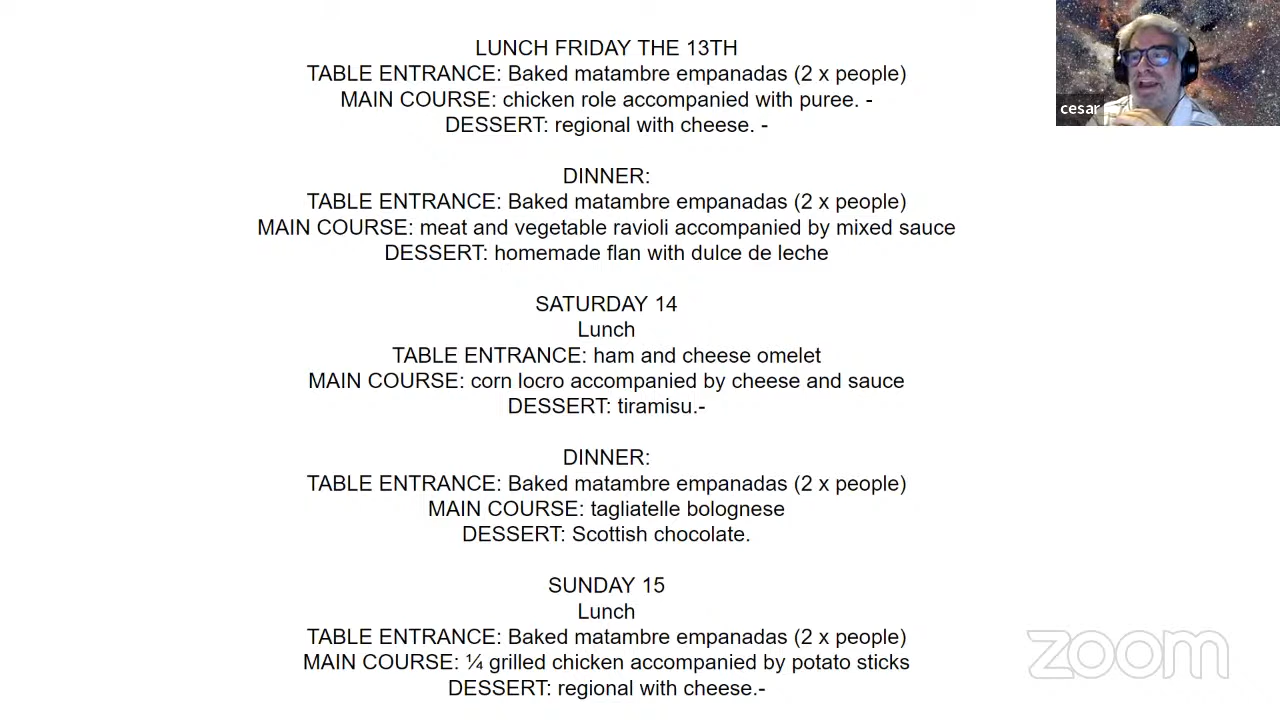 LUNCH FRIDAY THE 13TH
TABLE ENTRANCE: Baked matambre empanadas (2 x people)
MAIN COURSE: chicken role accompanied with puree. -
DESSERT: regional with cheese. -
DINNER:
TABLE ENTRANCE: Baked matambre empanadas (2 x people)
MAIN COURSE: meat and vegetable ravioli accompanied by mixed sauce
DESSERT: homemade flan with dulce de leche
SATURDAY 14
Lunch
TABLE ENTRANCE: ham and cheese omelet
MAIN COURSE: corn locro accompanied by cheese and sauce
DESSERT: tiramisu.-
DINNER:
TABLE ENTRANCE: Baked matambre empanadas (2 x people)
MAIN COURSE: tagliatelle bolognese
DESSERT: Scottish chocolate.
SUNDAY 15
Lunch
TABLE ENTRANCE: Baked matambre empanadas (2 x people)
MAIN COURSE: ¼ grilled chicken accompanied by potato sticks
DESSERT: regional with cheese.-
cesar
zoom